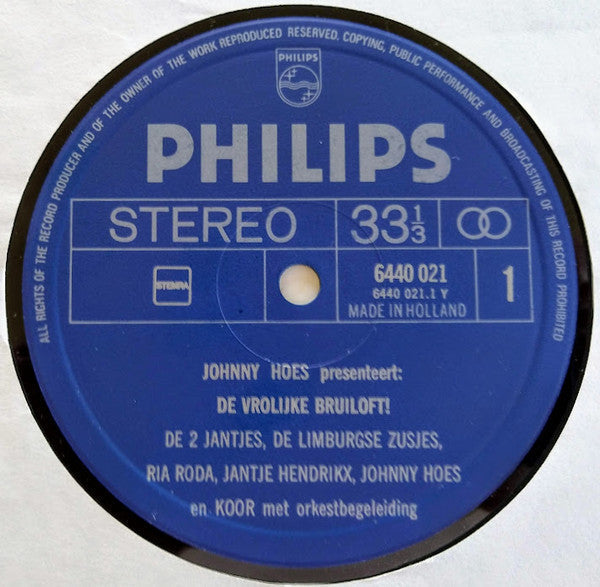 ALL RIGHTS OF THE RECORD PRODUCER AND OF THE OWNER OF THE WORK REPRODUCED RESERVED. COPYING, PUBLIC PERFORMANCE AND BROADCASTING OF THIS RECORD PROHIBITED
PHILIPS
PHILIPS
STEREO 33 1/3
STEMRA 6440 021 1
6440 021.1 Y
MADE IN HOLLAND
JOHNNY HOES presenteert:
DE VROLIJKE BRUILOFT!
DE 2 JANTJES, DE LIMBURGSE ZUSJES,
RIA RODA, JANTJE HENDRIKX, JOHNNY HOES
en KOOR met orkestbegeleiding